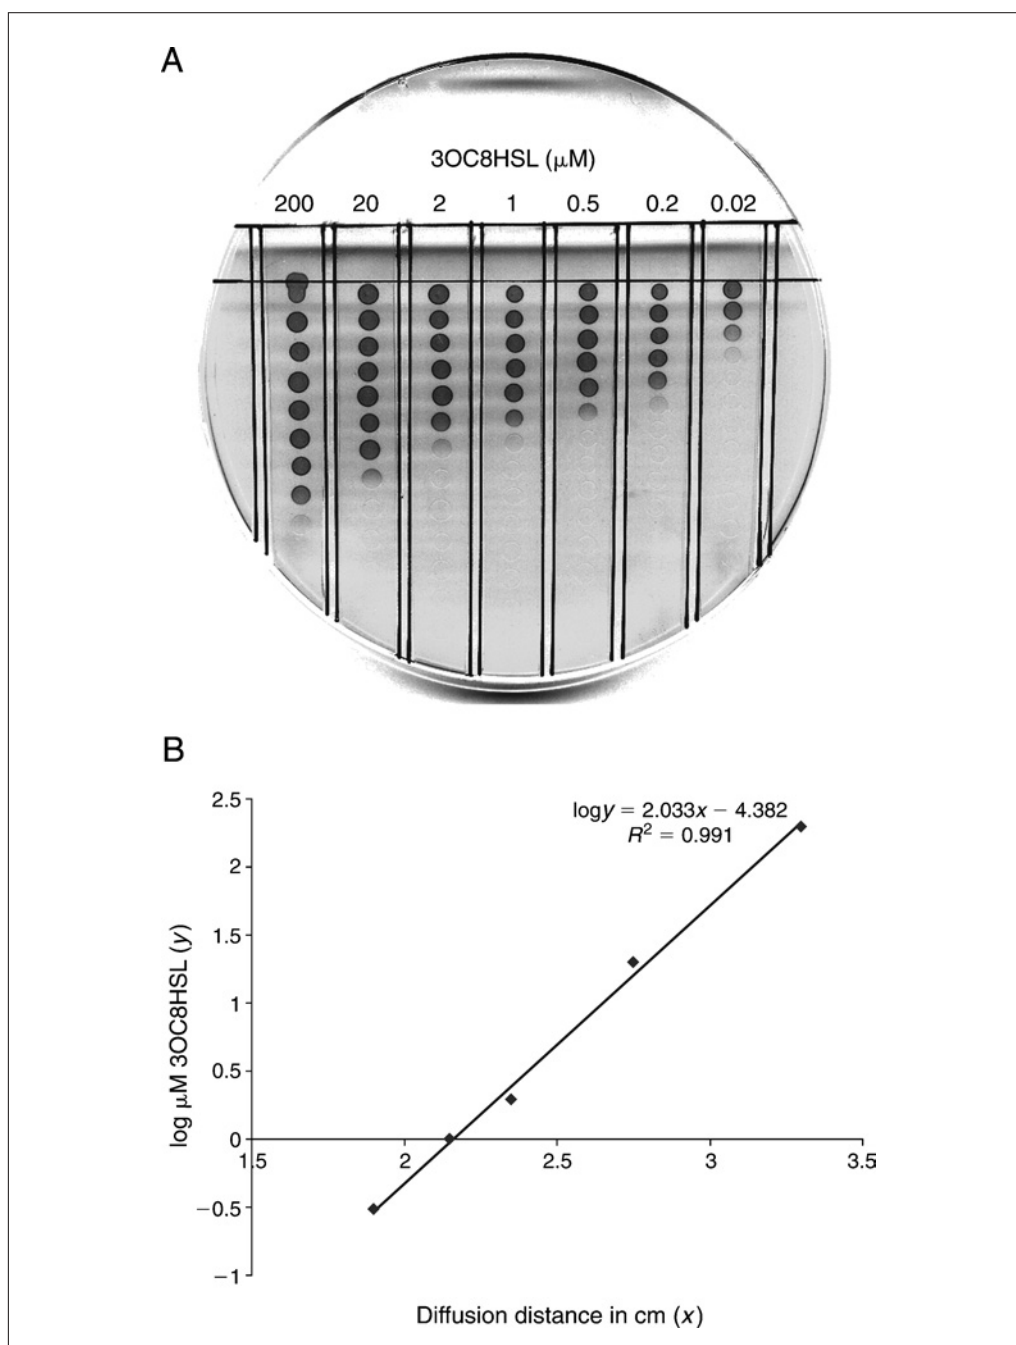 A
3OC8HSL (μM)
200 20 2 1 0.5 0.2 0.02
B
logy = 2.033x − 4.382
R² = 0.991
2.5
2
1.5
1
0.5
0
−0.5
−1
1.5 2 2.5 3 3.5
log μM 3OC8HSL (y)
Diffusion distance in cm (x)